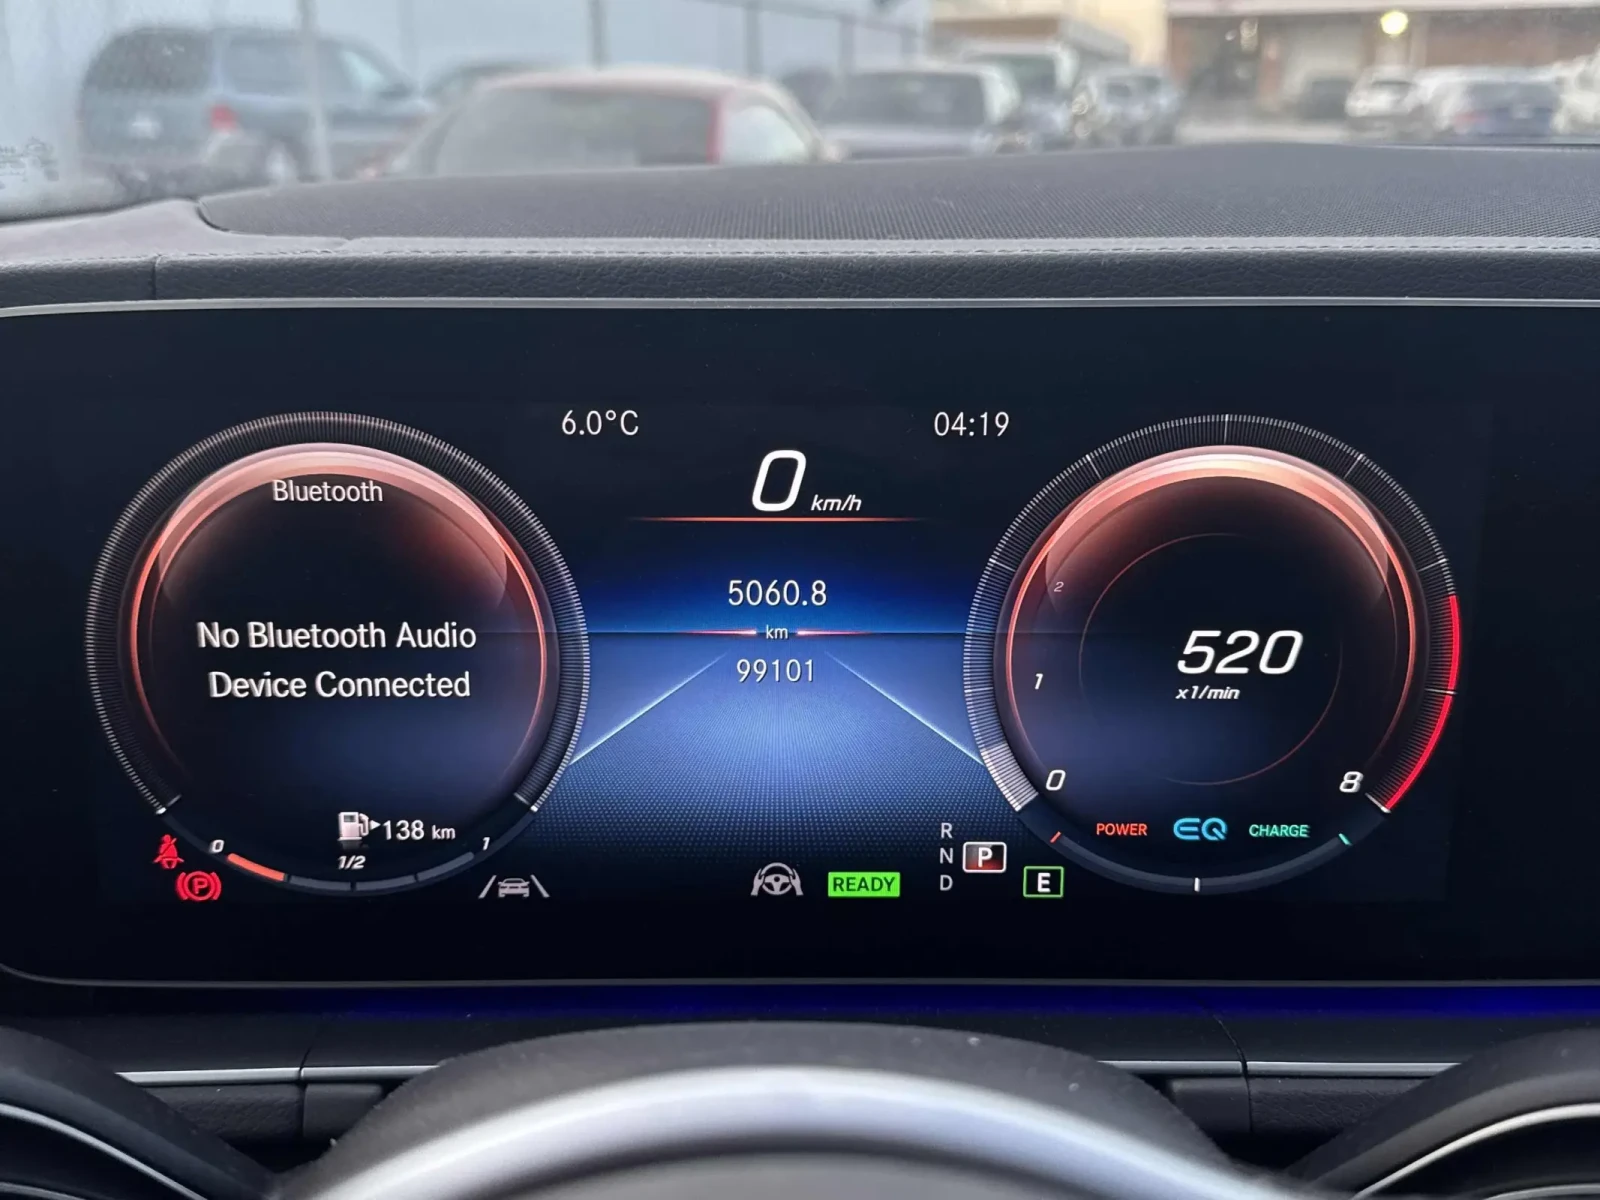 6.0°C
04:19
0 km/h
Bluetooth
No Bluetooth Audio
Device Connected
5060.8
km
99101
2
1
0
8
520
x1/min
138 km
0
1/2
1
POWER EQ CHARGE
R
N
D
P
E
READY
P